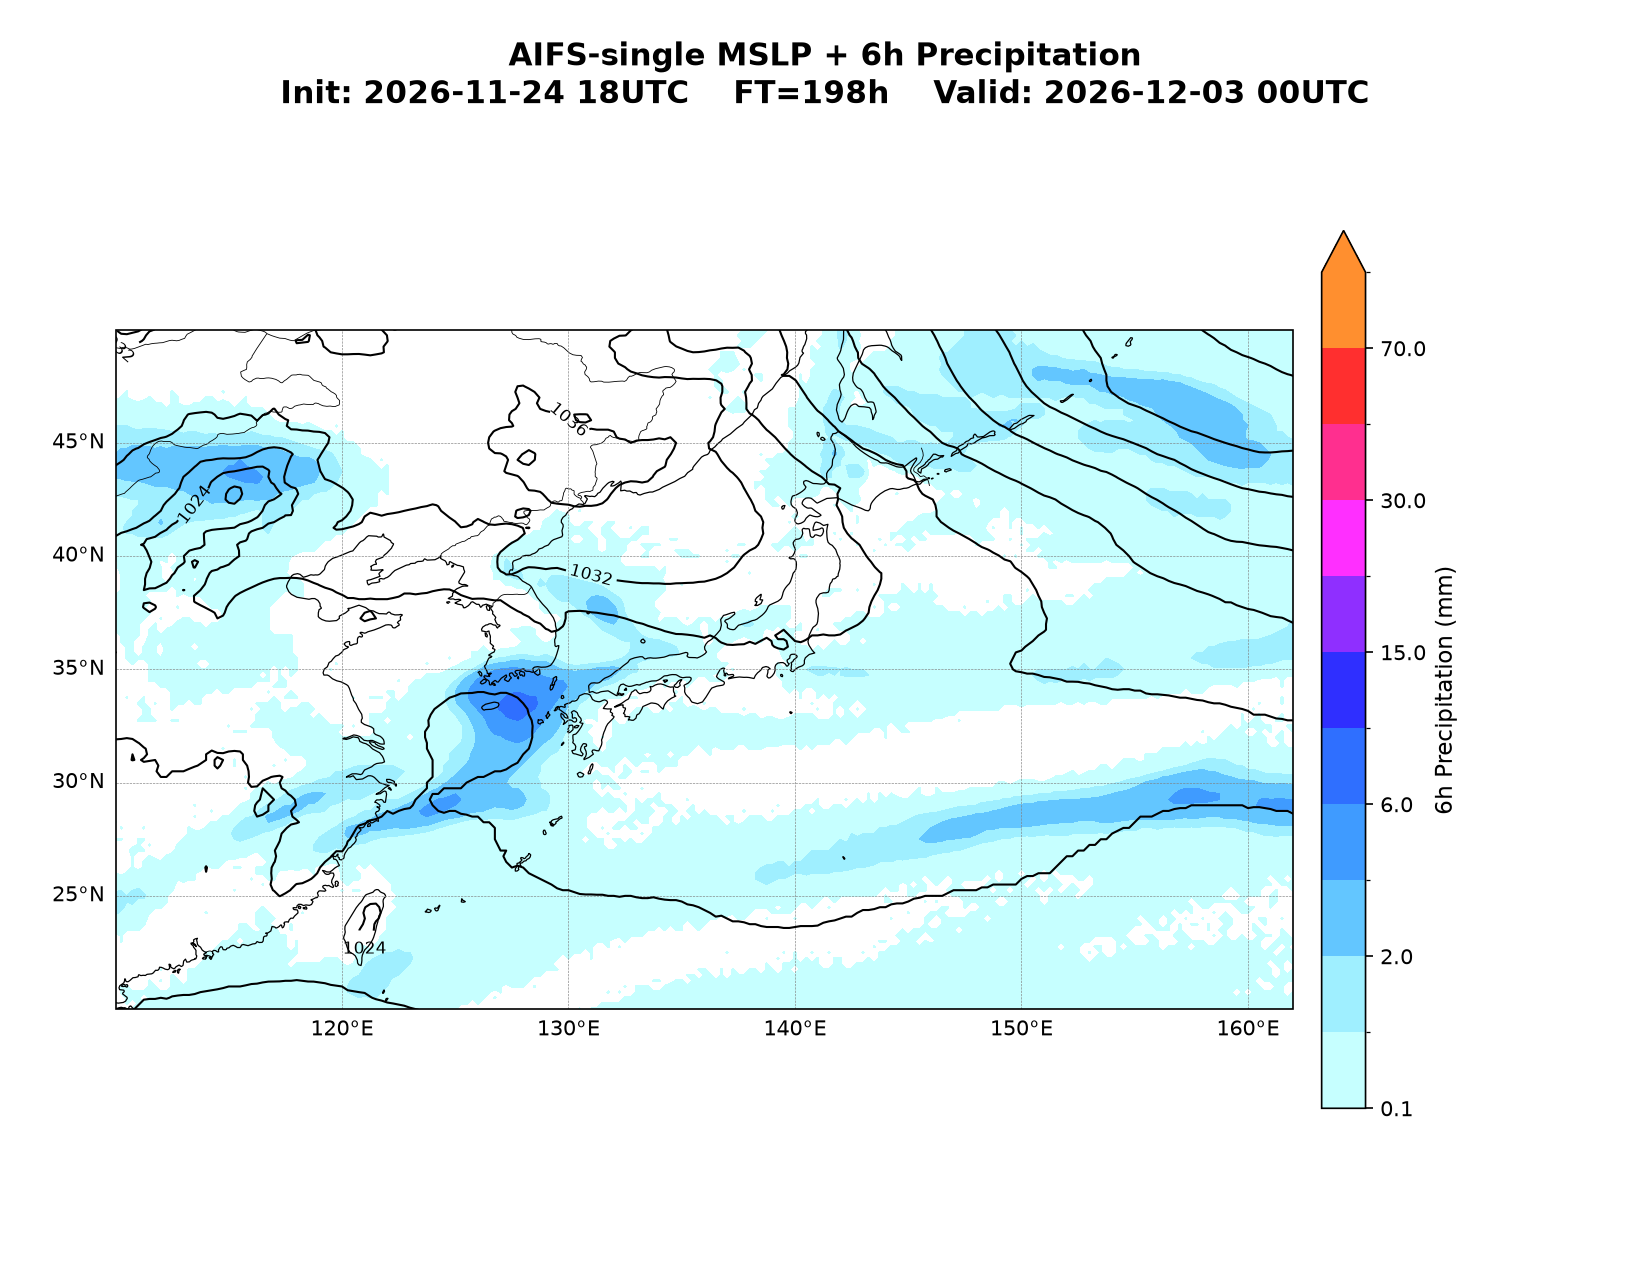 AIFS-single MSLP + 6h Precipitation
Init: 2026-11-24 18UTC    FT=198h    Valid: 2026-12-03 00UTC
45°N
40°N
35°N
30°N
25°N
120°E
130°E
140°E
150°E
160°E
32
1036
1024
1032
1024
70.0
30.0
15.0
6.0
2.0
0.1
6h Precipitation (mm)